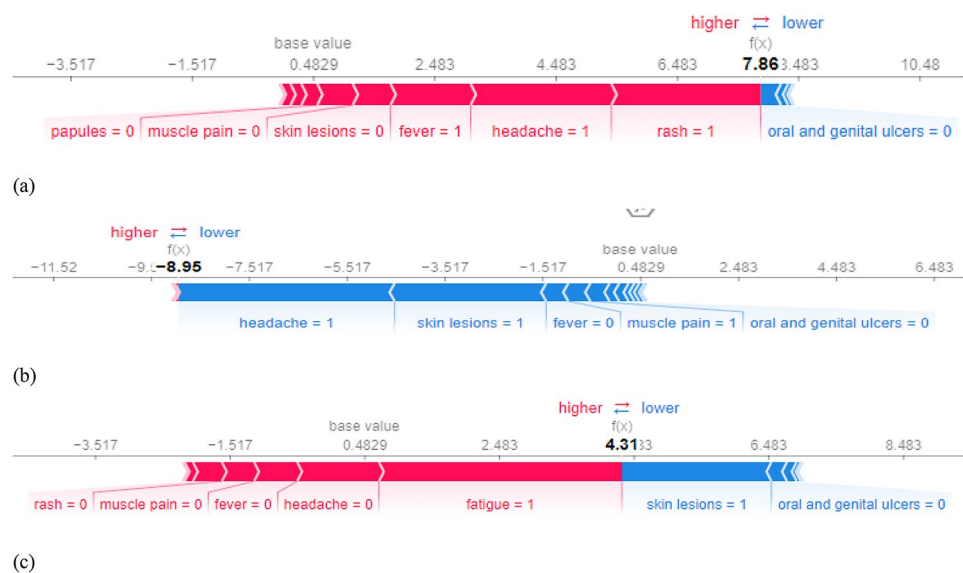 higher lower
base value f(x)
−3.517 −1.517 0.4829 2.483 4.483 6.483 7.86 3.483 10.48
papules = 0 muscle pain = 0 skin lesions = 0 fever = 1 headache = 1 rash = 1 oral and genital ulcers = 0
(a)
higher lower
f(x) base value
−11.52 −9.5 −8.95 −7.517 −5.517 −3.517 −1.517 0.4829 2.483 4.483 6.483
headache = 1 skin lesions = 1 fever = 0 muscle pain = 1 oral and genital ulcers = 0
(b)
higher lower
base value f(x)
−3.517 −1.517 0.4829 2.483 4.31 6.483 8.483
rash = 0 muscle pain = 0 fever = 0 headache = 0 fatigue = 1 skin lesions = 1 oral and genital ulcers = 0
(c)